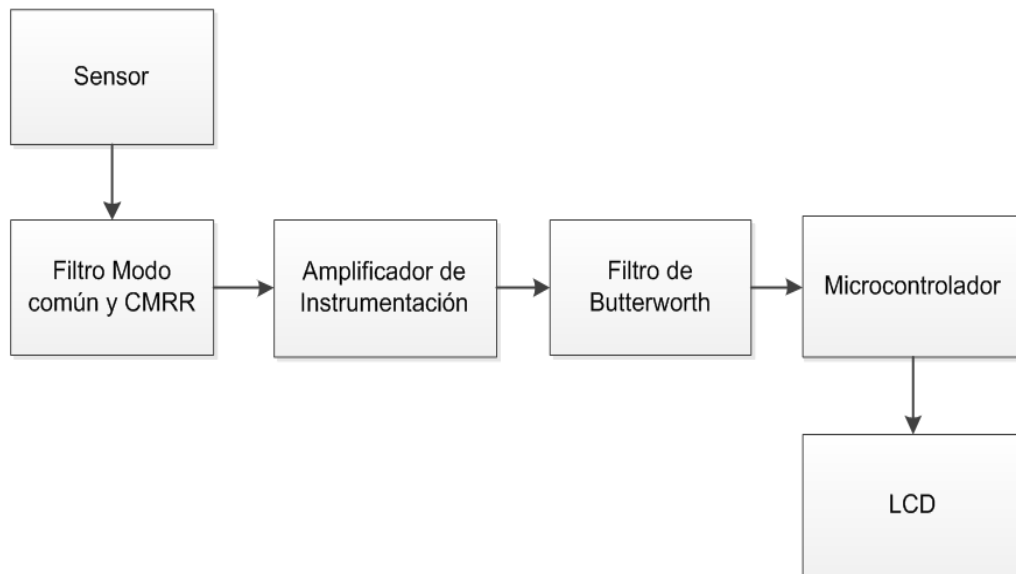 Sensor
Filtro Modo
común y CMRR
Amplificador de
Instrumentación
Filtro de
Butterworth
Microcontrolador
LCD